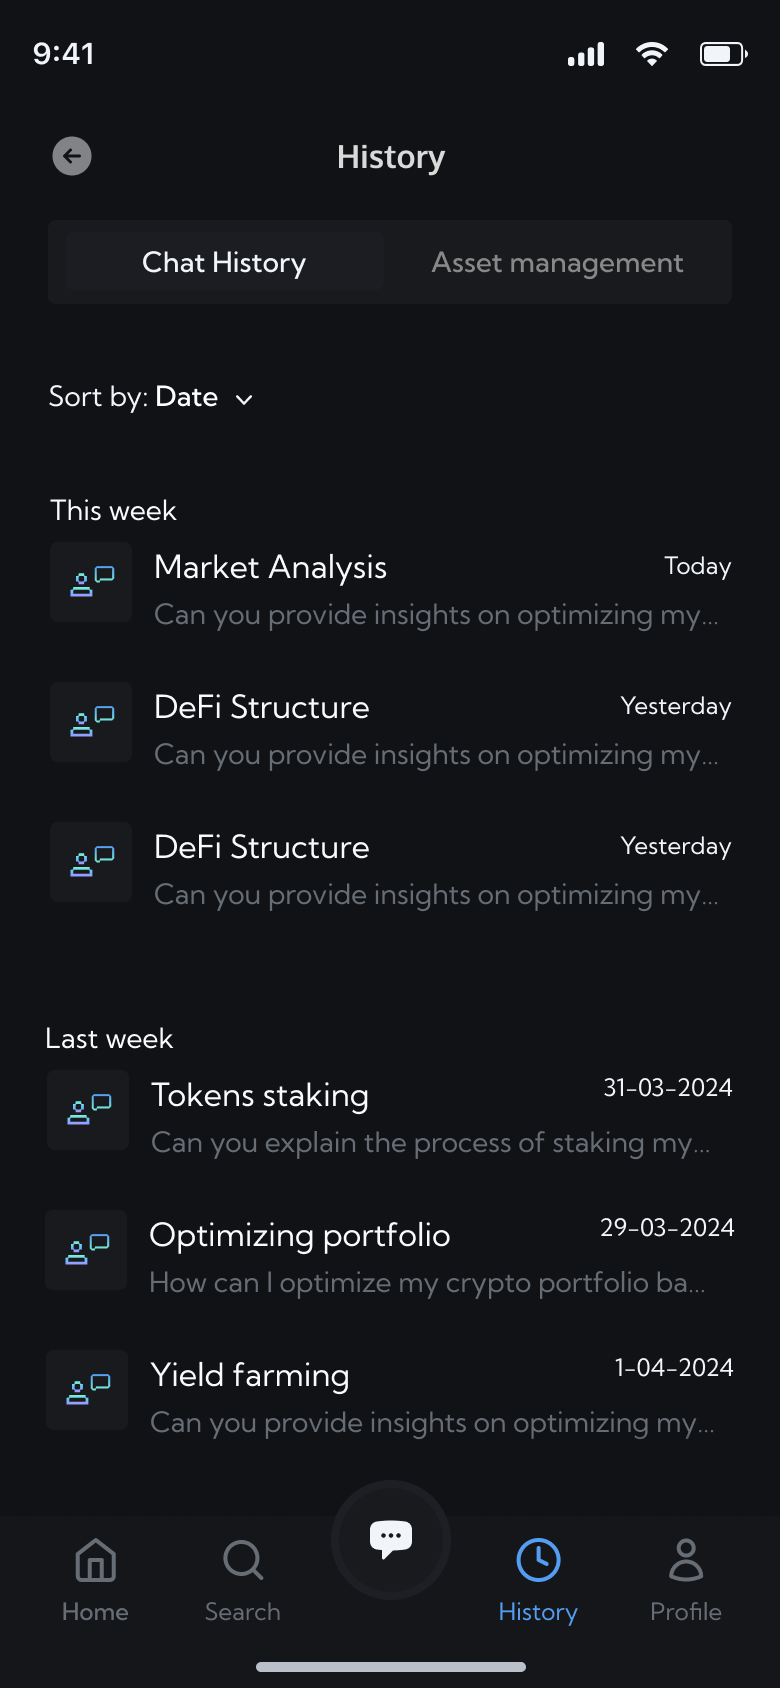 9:41
History
Chat History
Asset management
Sort by: Date
This week
Market Analysis
Today
Can you provide insights on optimizing my...
DeFi Structure
Yesterday
Can you provide insights on optimizing my...
DeFi Structure
Yesterday
Can you provide insights on optimizing my...
Last week
Tokens staking
31-03-2024
Can you explain the process of staking my...
Optimizing portfolio
29-03-2024
How can I optimize my crypto portfolio ba...
Yield farming
1-04-2024
Can you provide insights on optimizing my...
Home
Search
History
Profile